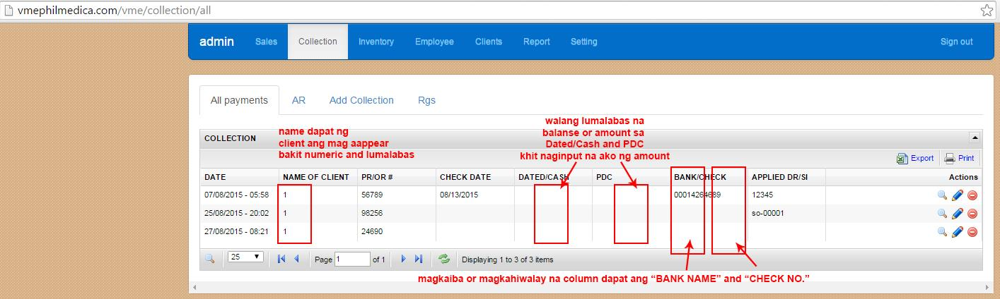 vmephilmedica.com/vme/collection/all
admin Sales Collection Inventory Employee Clients Report Setting Sign out
All payments AR Add Collection Rgs
walang lumalabas na
balanse or amount sa
Dated/Cash and PDC
khit naginput na ako ng amount
name dapat ng
client ang mag aappear
bakit numeric and lumalabas
COLLECTION
Export Print
DATE NAME OF CLIENT PR/OR # CHECK DATE DATED/CASH PDC BANK/CHECK APPLIED DR/SI Actions
07/08/2015 - 05:58 1 56789 08/13/2015 00014264689 12345
25/08/2015 - 20:02 1 98256 so-00001
27/08/2015 - 08:21 1 24690
25 Page 1 of 1 Displaying 1 to 3 of 3 items
magkaiba or magkahiwalay na column dapat ang “BANK NAME” and “CHECK NO.”